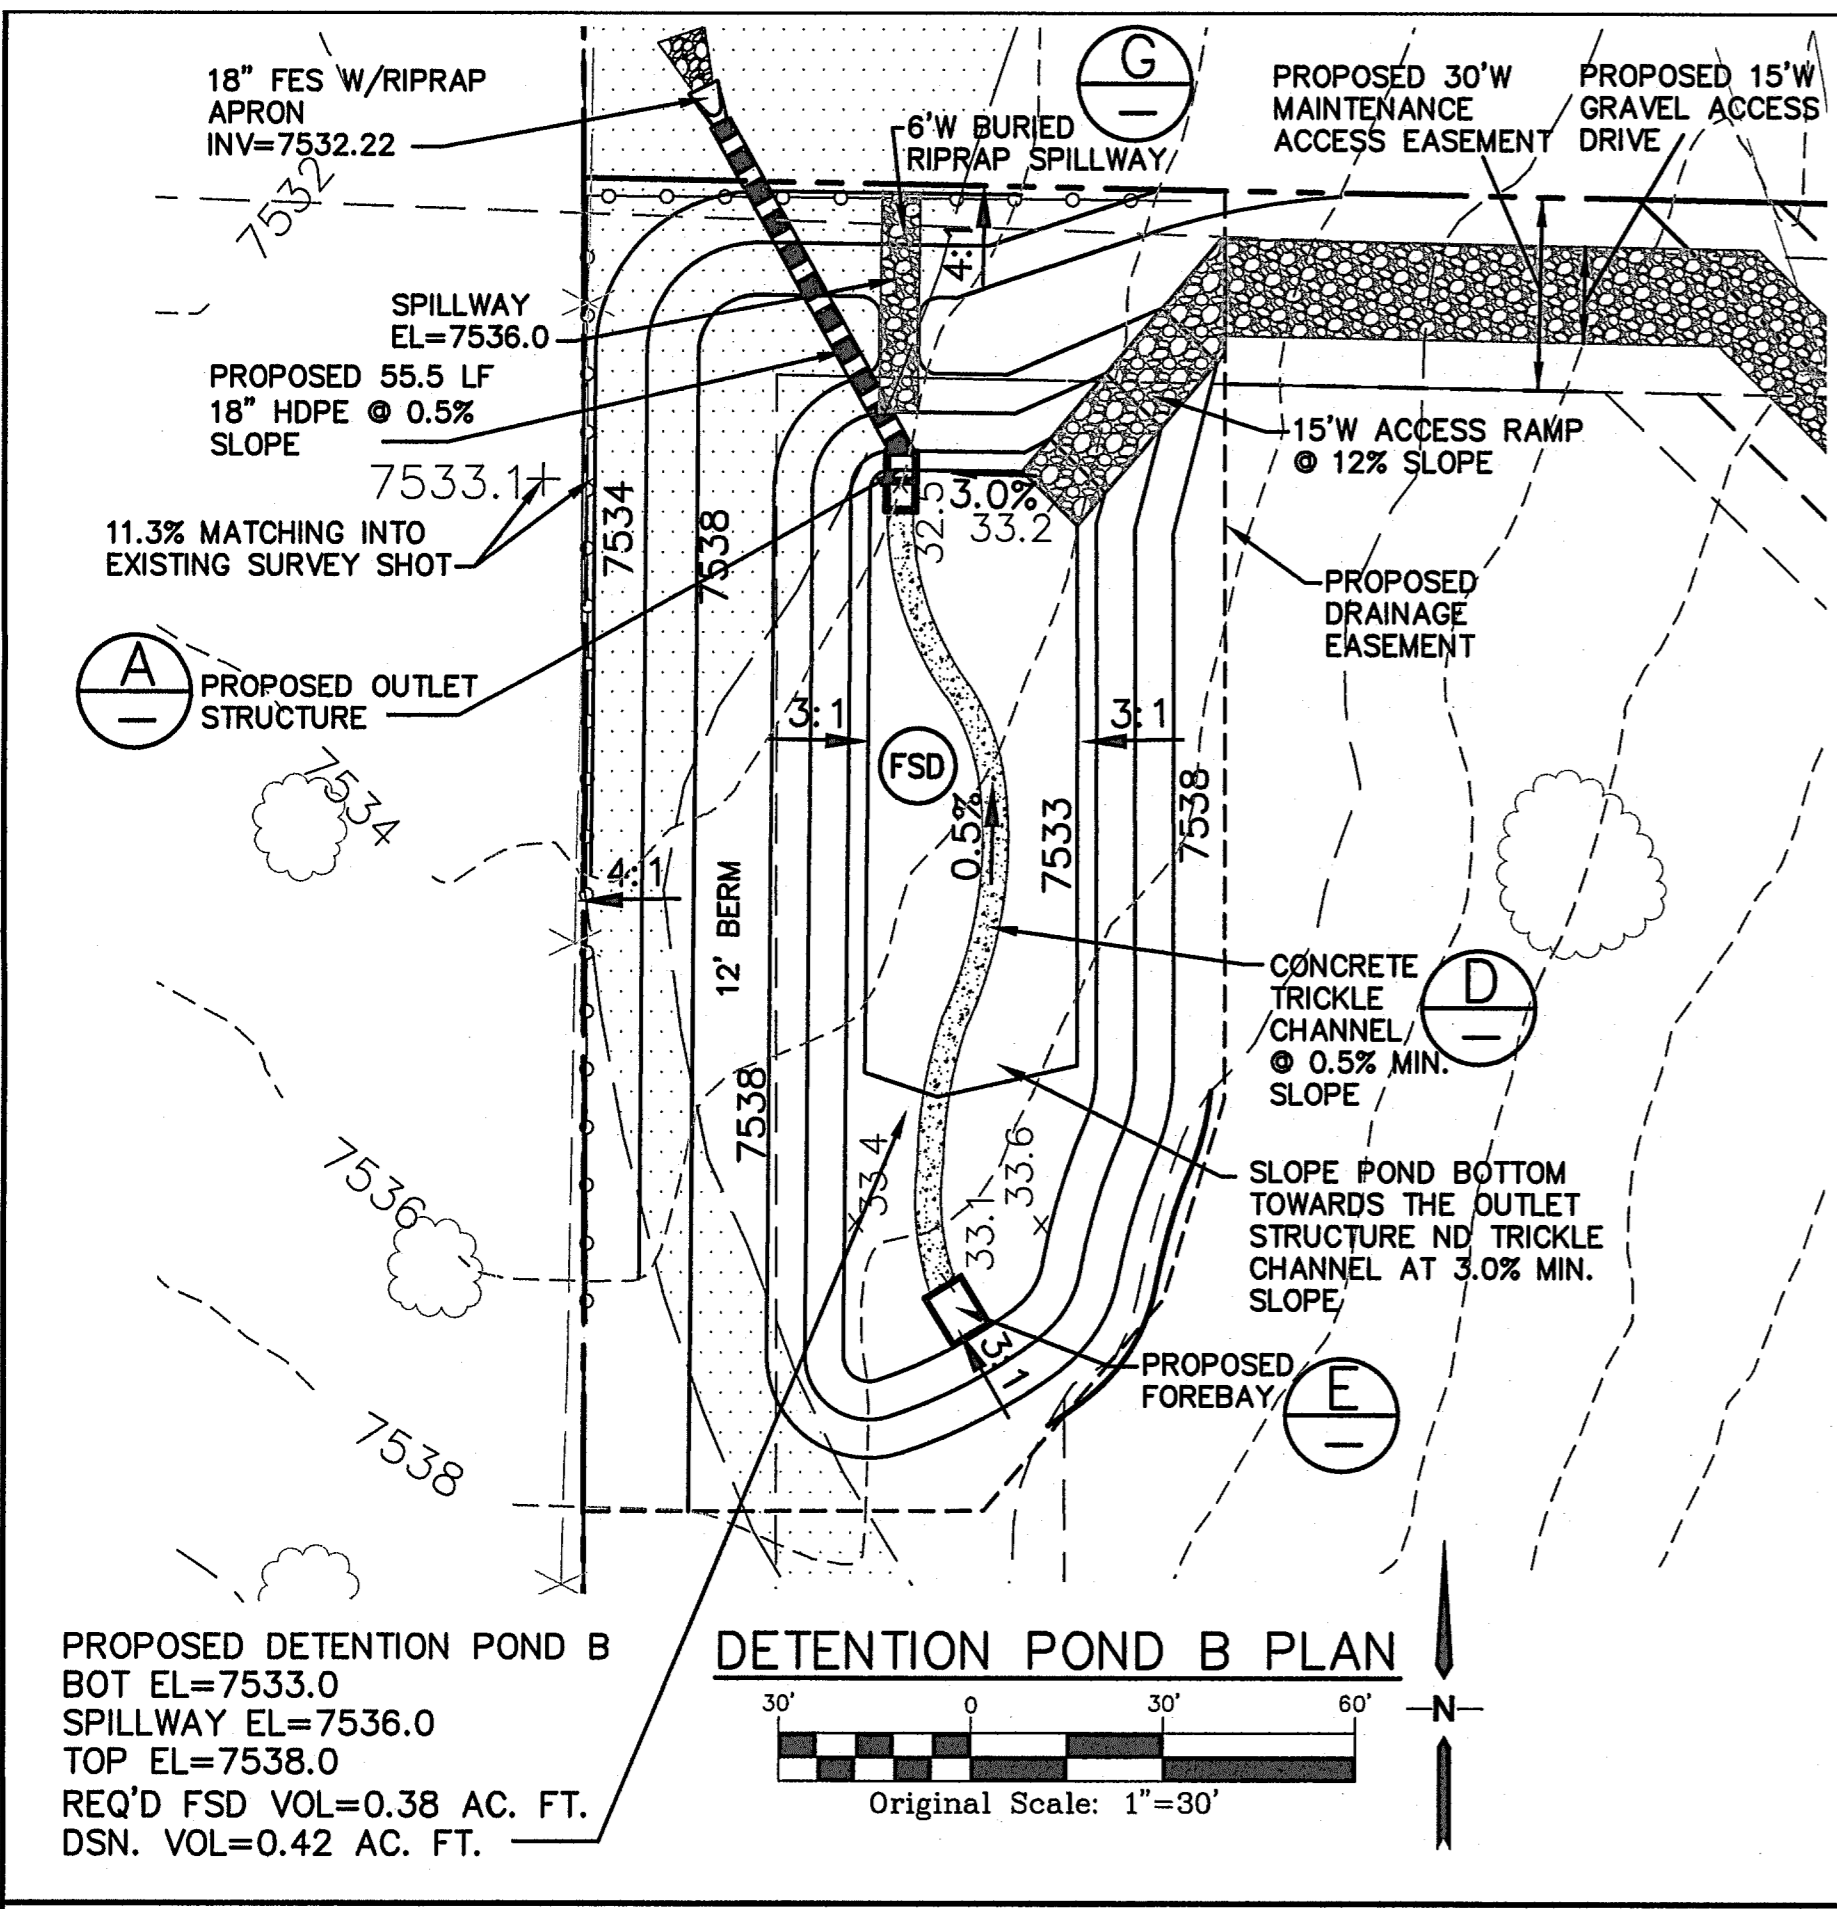 18" FES W/RIPRAP
APRON
INV=7532.22
G
6'W BURIED
RIPRAP SPILLWAY
PROPOSED 30'W
MAINTENANCE
ACCESS EASEMENT
PROPOSED 15'W
GRAVEL ACCESS
DRIVE
7532
4:1
SPILLWAY
EL=7536.0
PROPOSED 55.5 LF
18" HDPE @ 0.5%
SLOPE
15'W ACCESS RAMP
@ 12% SLOPE
7533.1
3.0%
33.2
32.5
7534
7538
11.3% MATCHING INTO
EXISTING SURVEY SHOT
PROPOSED
DRAINAGE
EASEMENT
A
PROPOSED OUTLET
STRUCTURE
3:1
3:1
FSD
7534
0.5%
7533
7538
4:1
12' BERM
CONCRETE
TRICKLE
CHANNEL
@ 0.5% MIN.
SLOPE
D
7538
7536
33.4
33.6
33.1
SLOPE POND BOTTOM
TOWARDS THE OUTLET
STRUCTURE ND TRICKLE
CHANNEL AT 3.0% MIN.
SLOPE
3:1
PROPOSED
FOREBAY
E
7538
PROPOSED DETENTION POND B
BOT EL=7533.0
SPILLWAY EL=7536.0
TOP EL=7538.0
REQ'D FSD VOL=0.38 AC. FT.
DSN. VOL=0.42 AC. FT.
DETENTION POND B PLAN
30' 0 30' 60'
Original Scale: 1"=30'
N